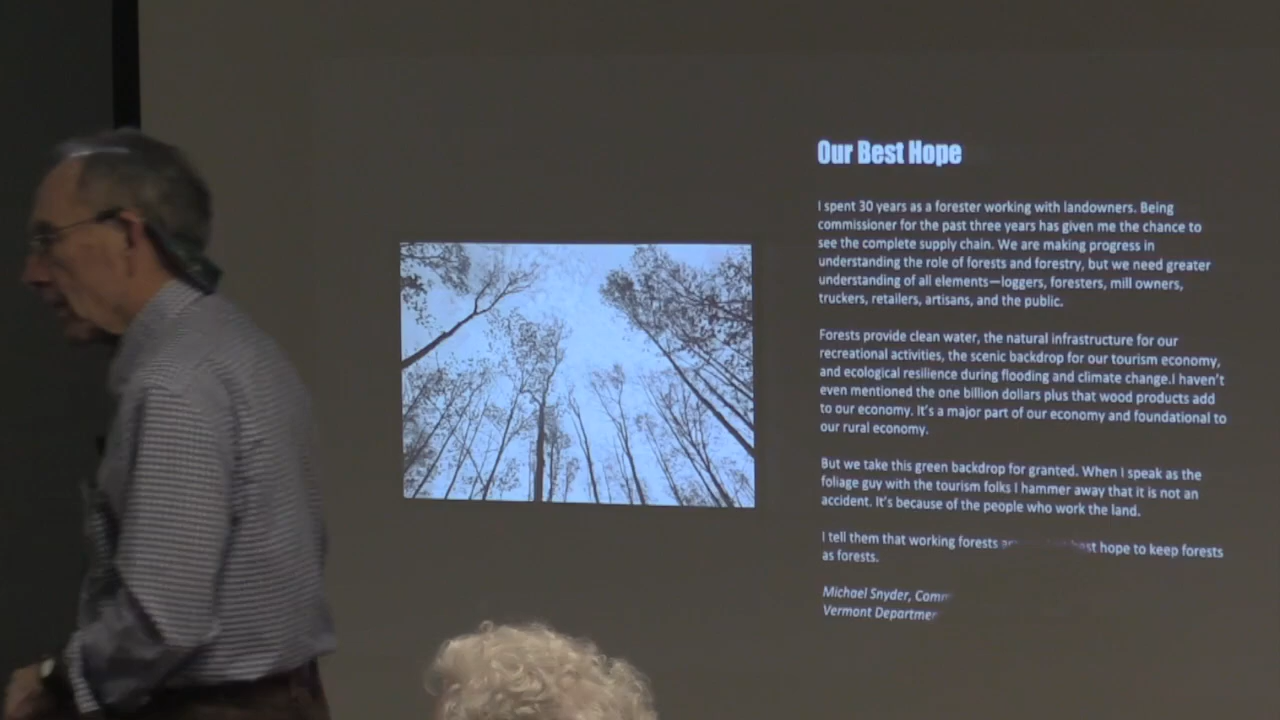 Our Best Hope
I spent 30 years as a forester working with landowners. Being
commissioner for the past three years has given me the chance to
see the complete supply chain. We are making progress in
understanding the role of forests and forestry, but we need greater
understanding of all elements—loggers, foresters, mill owners,
truckers, retailers, artisans, and the public.
Forests provide clean water, the natural infrastructure for our
recreational activities, the scenic backdrop for our tourism economy,
and ecological resilience during flooding and climate change.I haven't
even mentioned the one billion dollars plus that wood products add
to our economy. It's a major part of our economy and foundational to
our rural economy.
But we take this green backdrop for granted. When I speak as the
foliage guy with the tourism folks I hammer away that it is not an
accident. It's because of the people who work the land.
I tell them that working forests hope to keep forests
as forests.
Michael Snyder,
Vermont